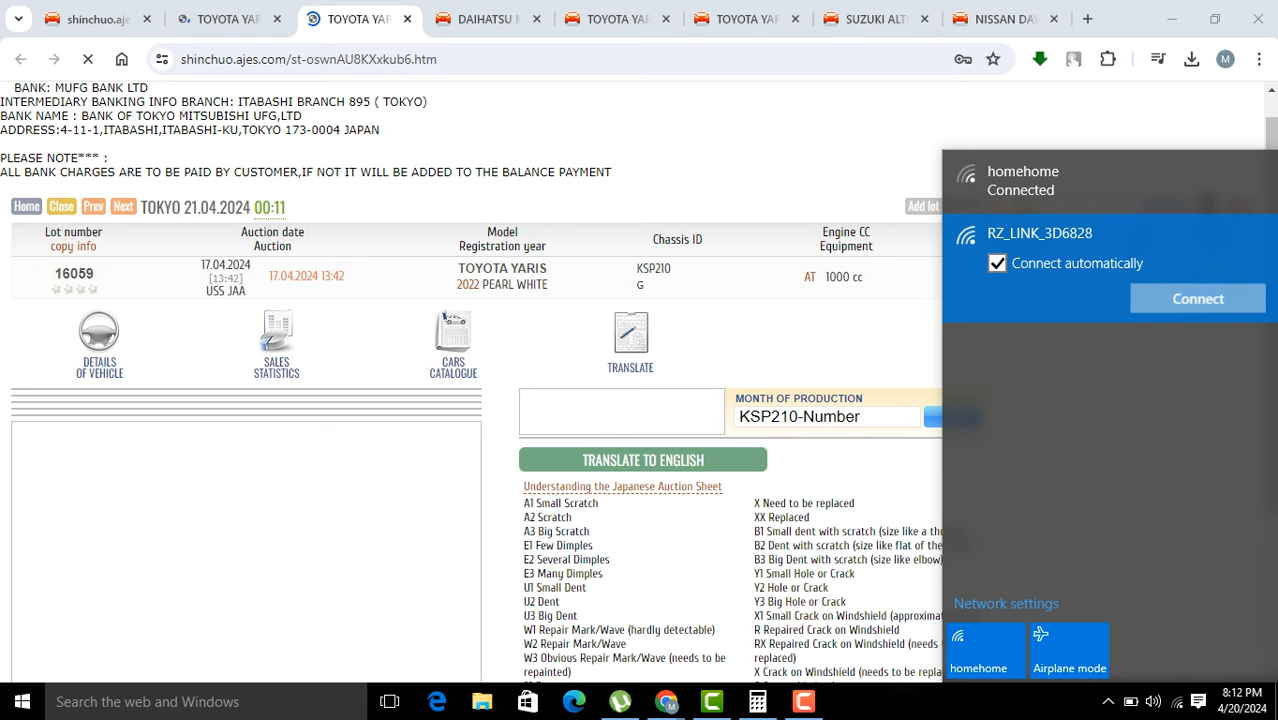 shinchuo.aje
TOYOTA YAR
TOYOTA YAR
DAIHATSU M
TOYOTA YAR
TOYOTA YAR
SUZUKI ALT
NISSAN DAY
shinchuo.ajes.com/st-oswnAU8KXxkub6.htm
M
BANK: MUFG BANK LTD
INTERMEDIARY BANKING INFO BRANCH: ITABASHI BRANCH 895 ( TOKYO)
BANK NAME : BANK OF TOKYO MITSUBISHI UFG,LTD
ADDRESS:4-11-1,ITABASHI,ITABASHI-KU,TOKYO 173-0004 JAPAN
PLEASE NOTE*** :
ALL BANK CHARGES ARE TO BE PAID BY CUSTOMER,IF NOT IT WILL BE ADDED TO THE BALANCE PAYMENT
Home Close Prev Next TOKYO 21.04.2024 00:11 Add lot
Lot number
copy info
Auction date
Auction
Model
Registration year
Chassis ID
Engine CC
Equipment
16059
17.04.2024
[13:42]
USS JAA
17.04.2024 13:42
TOYOTA YARIS
2022 PEARL WHITE
KSP210
G
AT 1000 cc
DETAILS
OF VEHICLE
SALES
STATISTICS
CARS
CATALOGUE
TRANSLATE
MONTH OF PRODUCTION
KSP210-Number
TRANSLATE TO ENGLISH
Understanding the Japanese Auction Sheet
A1 Small Scratch
A2 Scratch
A3 Big Scratch
E1 Few Dimples
E2 Several Dimples
E3 Many Dimples
U1 Small Dent
U2 Dent
U3 Big Dent
W1 Repair Mark/Wave (hardly detectable)
W2 Repair Mark/Wave
W3 Obvious Repair Mark/Wave (needs to be
repainted)
X Need to be replaced
XX Replaced
B1 Small dent with scratch (size like a thu
B2 Dent with scratch (size like flat of the
B3 Big Dent with scratch (size like elbow)
Y1 Small Hole or Crack
Y2 Hole or Crack
Y3 Big Hole or Crack
X1 Small Crack on Windshield (approximat
R Repaired Crack on Windshield
RX Repaired Crack on Windshield (needs
replaced)
X Crack on Windshield (needs to be repla
homehome
Connected
RZ_LINK_3D6828
Connect automatically
Connect
Network settings
homehome
Airplane mode
Search the web and Windows
8:12 PM
4/20/2024